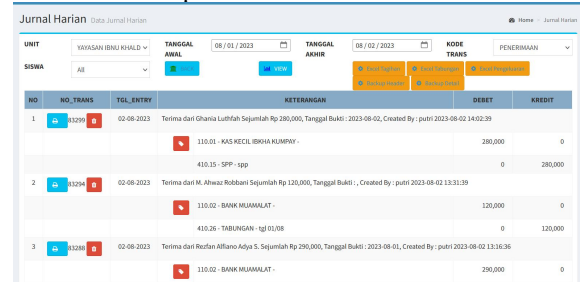 Jurnal Harian Data Jurnal Harian
Home Jurnal Harian
UNIT YAYASAN IBNU KHALD TANGGAL AWAL 08 / 01 / 2023 TANGGAL AKHIR 08 / 02 / 2023 KODE TRANS PENERIMAAN
SISWA All VIEW Excel Tagihan Excel Tabungan Excel Pengeluaran
Backup Header Backup Detail
NO NO_TRANS TGL_ENTRY KETERANGAN DEBET KREDIT
1 83299 02-08-2023 Terima dari Ghania Luthfah Sejumlah Rp 280,000, Tanggal Bukti : 2023-08-02, Created By : putri 2023-08-02 14:02:39
110.01 - KAS KECIL IBKHA KUMPAY - 280,000 0
410.15 - SPP - spp 0 280,000
2 83294 02-08-2023 Terima dari M. Ahwaz Robbani Sejumlah Rp 120,000, Tanggal Bukti : , Created By : putri 2023-08-02 13:31:39
110.02 - BANK MUAMALAT - 120,000 0
410.26 - TABUNGAN - tgl 01/08 0 120,000
3 83288 02-08-2023 Terima dari Rezfan Alfiano Adya S. Sejumlah Rp 290,000, Tanggal Bukti : 2023-08-01, Created By : putri 2023-08-02 13:16:36
110.02 - BANK MUAMALAT - 290,000 0